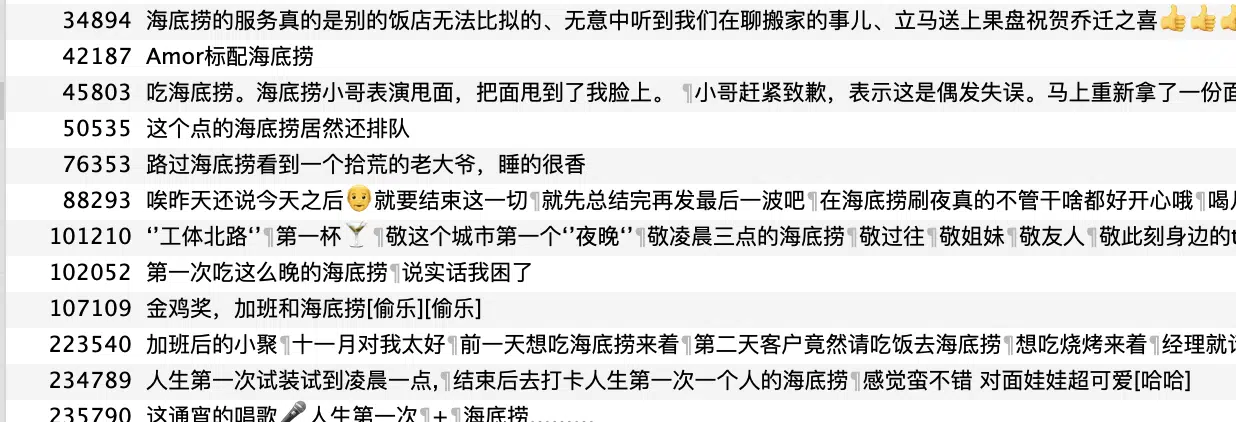 34894 海底捞的服务真的是别的饭店无法比拟的、无意中听到我们在聊搬家的事儿、立马送上果盘祝贺乔迁之喜👍👍👍
42187 Amor标配海底捞
45803 吃海底捞。海底捞小哥表演甩面，把面甩到了我脸上。 ¶小哥赶紧致歉，表示这是偶发失误。马上重新拿了一份面
50535 这个点的海底捞居然还排队
76353 路过海底捞看到一个拾荒的老大爷，睡的很香
88293 唉昨天还说今天之后👴就要结束这一切¶就先总结完再发最后一波吧¶在海底捞刷夜真的不管干啥都好开心哦¶喝
101210 ‘’工体北路‘’¶第一杯🍸¶敬这个城市第一个‘’夜晚‘’¶敬凌晨三点的海底捞¶敬过往¶敬姐妹¶敬友人¶敬此刻身边的
102052 第一次吃这么晚的海底捞¶说实话我困了
107109 金鸡奖，加班和海底捞[偷乐][偷乐]
223540 加班后的小聚¶十一月对我太好¶前一天想吃海底捞来着¶第二天客户竟然请吃饭去海底捞¶想吃烧烤来着¶经理就
234789 人生第一次试装试到凌晨一点,¶结束后去打卡人生第一次一个人的海底捞¶感觉蛮不错 对面娃娃超可爱[哈哈]
235790 这通宵的唱歌🎤人生第一次¶+¶海底捞………